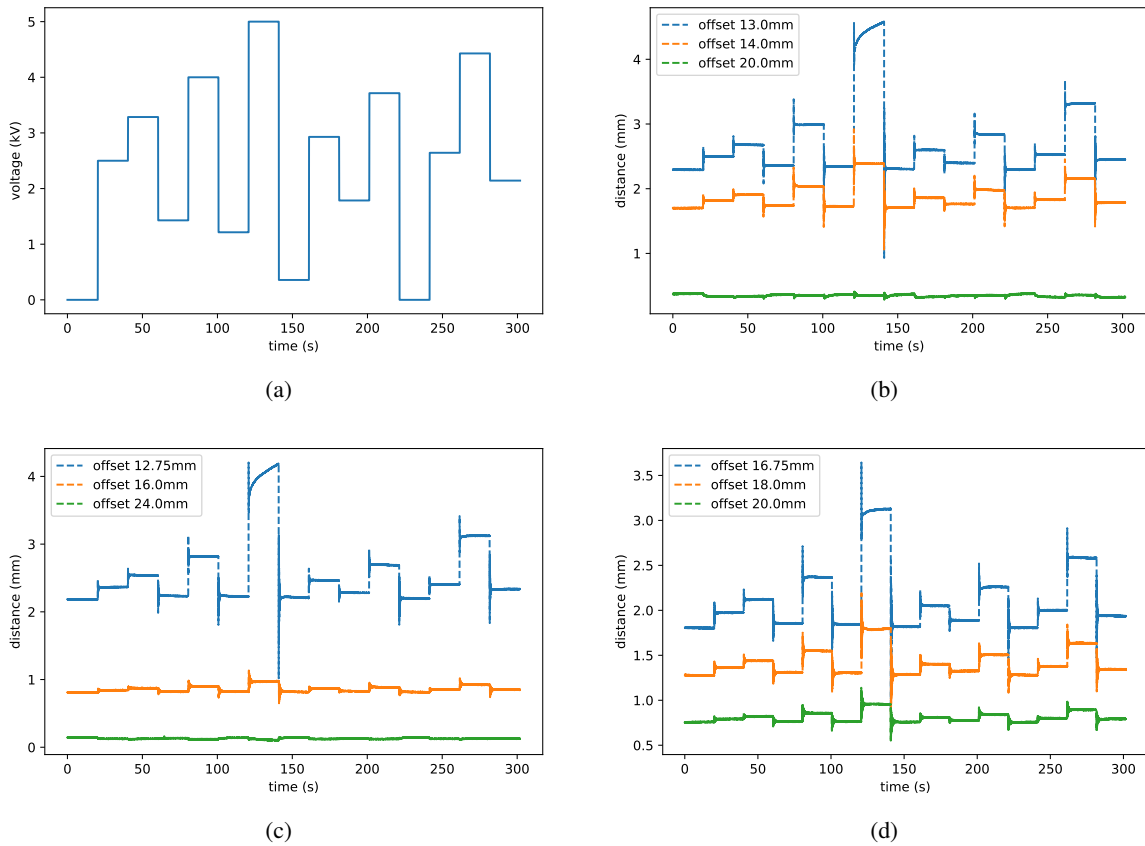 5
4
3
2
1
0
voltage (kV)
0
50
100
150
200
250
300
time (s)
(a)
offset 13.0mm
offset 14.0mm
offset 20.0mm
4
3
2
1
distance (mm)
0
50
100
150
200
250
300
time (s)
(b)
offset 12.75mm
offset 16.0mm
offset 24.0mm
4
3
2
1
0
distance (mm)
0
50
100
150
200
250
300
time (s)
(c)
offset 16.75mm
offset 18.0mm
offset 20.0mm
3.5
3.0
2.5
2.0
1.5
1.0
0.5
distance (mm)
0
50
100
150
200
250
300
time (s)
(d)